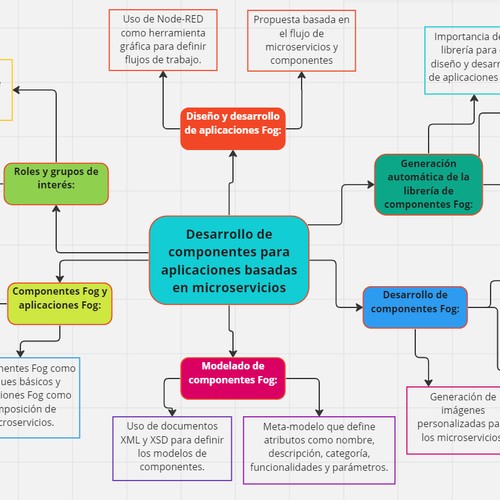 Uso de Node-RED
como herramienta
gráfica para definir
flujos de trabajo.
Propuesta basada en
el flujo de
microservicios y
componentes
Importancia de
librería para
diseño y desarr
de aplicaciones
Diseño y desarrollo
de aplicaciones Fog:
Roles y grupos de
interés:
Generación
automática de la
librería de
componentes Fog:
Desarrollo de
componentes para
aplicaciones basadas
en microservicios
Componentes Fog y
aplicaciones Fog:
Desarrollo de
componentes Fog:
nentes Fog como
ues básicos y
iones Fog como
mposición de
croservicios.
Modelado de
componentes Fog:
Generación de
imágenes
personalizadas pa
los microservicios
Uso de documentos
XML y XSD para definir
los modelos de
componentes.
Meta-modelo que define
atributos como nombre,
descripción, categoría,
funcionalidades y parámetros.